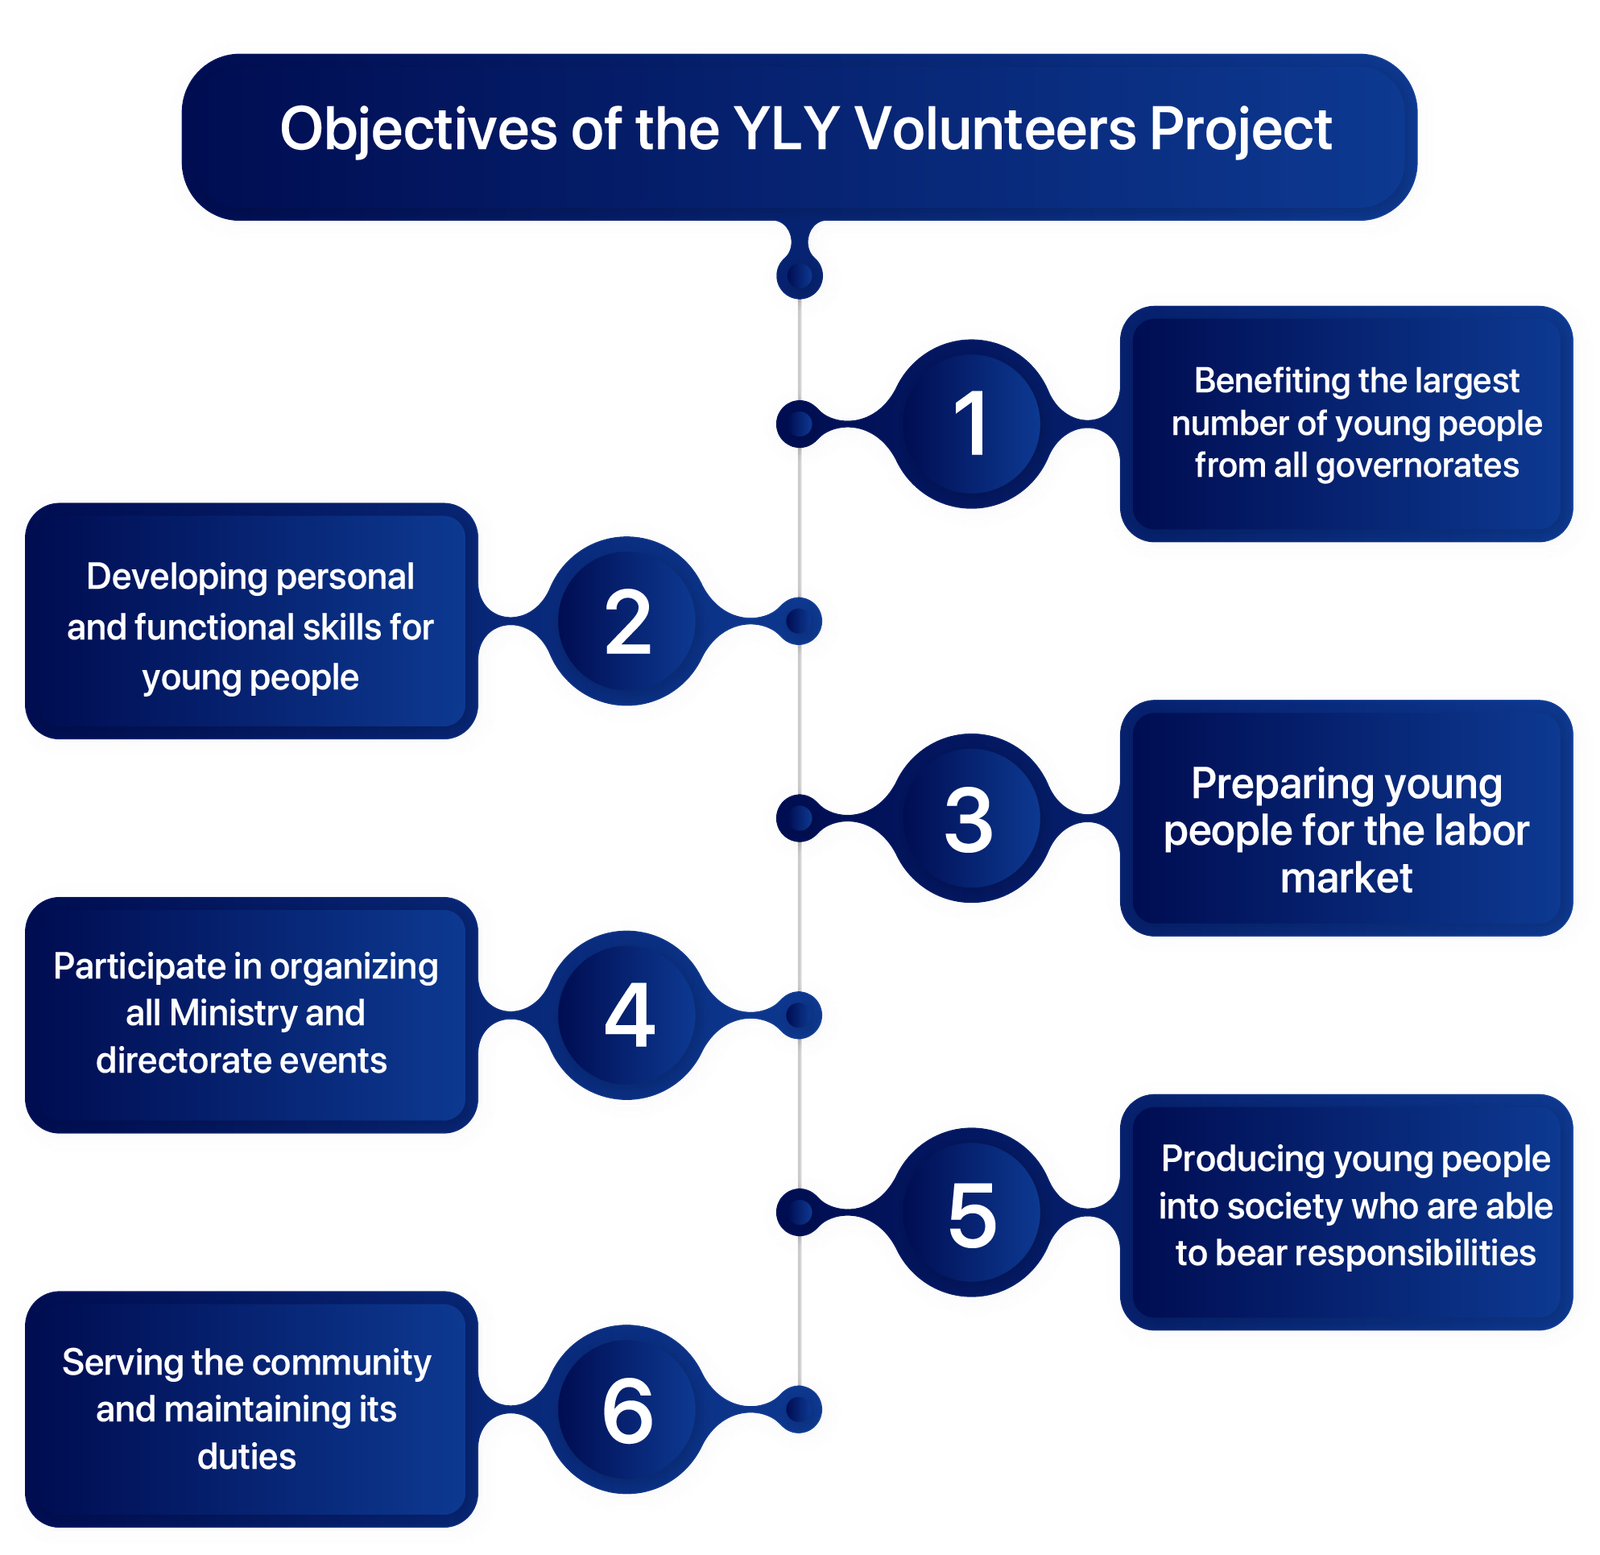 Objectives of the YLY Volunteers Project
1
Benefiting the largest
number of young people
from all governorates
2
Developing personal
and functional skills for
young people
3
Preparing young
people for the labor
market
4
Participate in organizing
all Ministry and
directorate events
5
Producing young people
into society who are able
to bear responsibilities
6
Serving the community
and maintaining its
duties